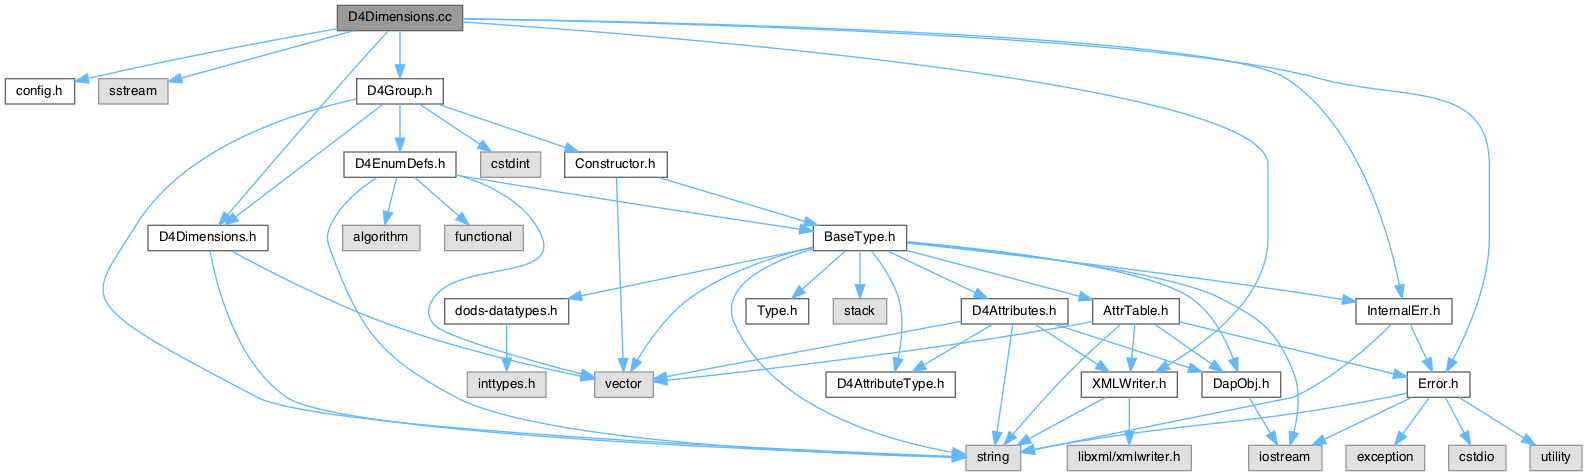 D4Dimensions.cc
config.h
sstream
D4Group.h
D4EnumDefs.h
cstdint
Constructor.h
D4Dimensions.h
algorithm
functional
BaseType.h
dods-datatypes.h
Type.h
stack
D4Attributes.h
AttrTable.h
InternalErr.h
inttypes.h
vector
D4AttributeType.h
XMLWriter.h
DapObj.h
Error.h
string
libxml/xmlwriter.h
iostream
exception
cstdio
utility